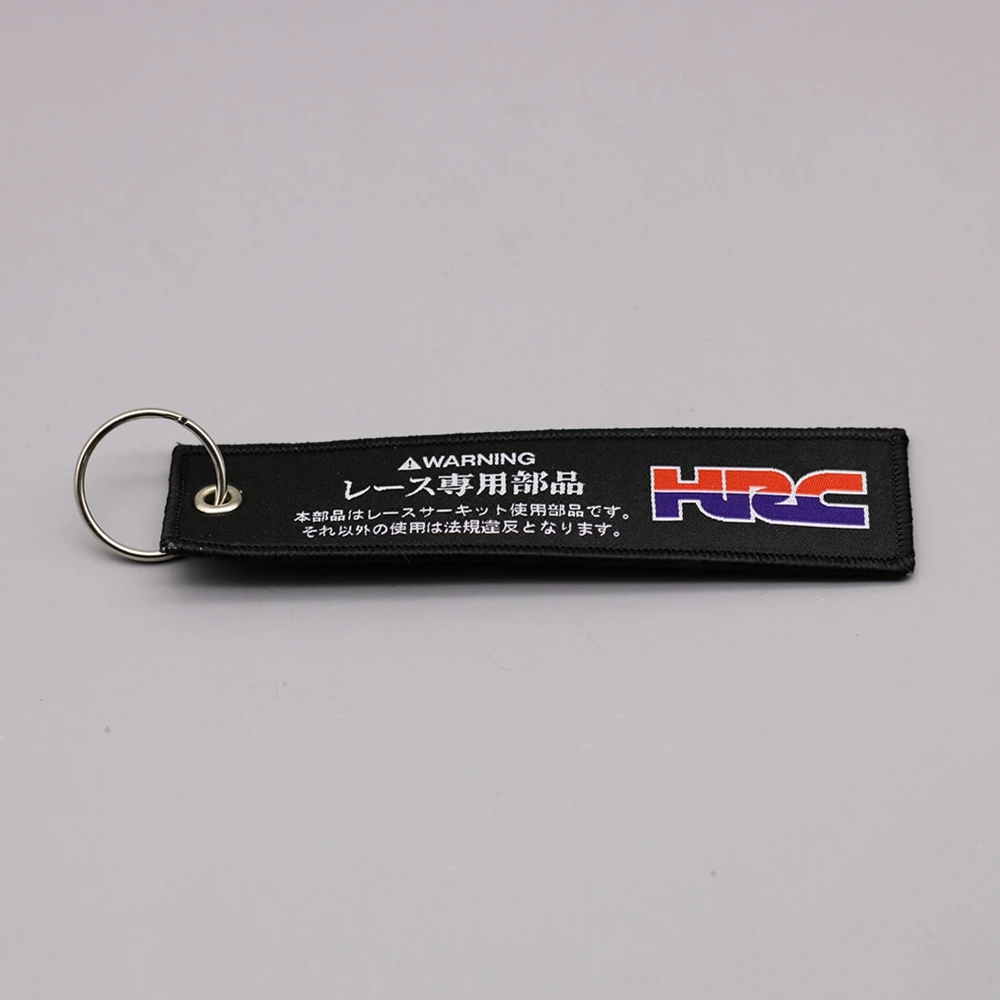 ⚠WARNING
レース専用部品
本部品はレースサーキット使用部品です。
それ以外の使用は法規違反となります。
HRC